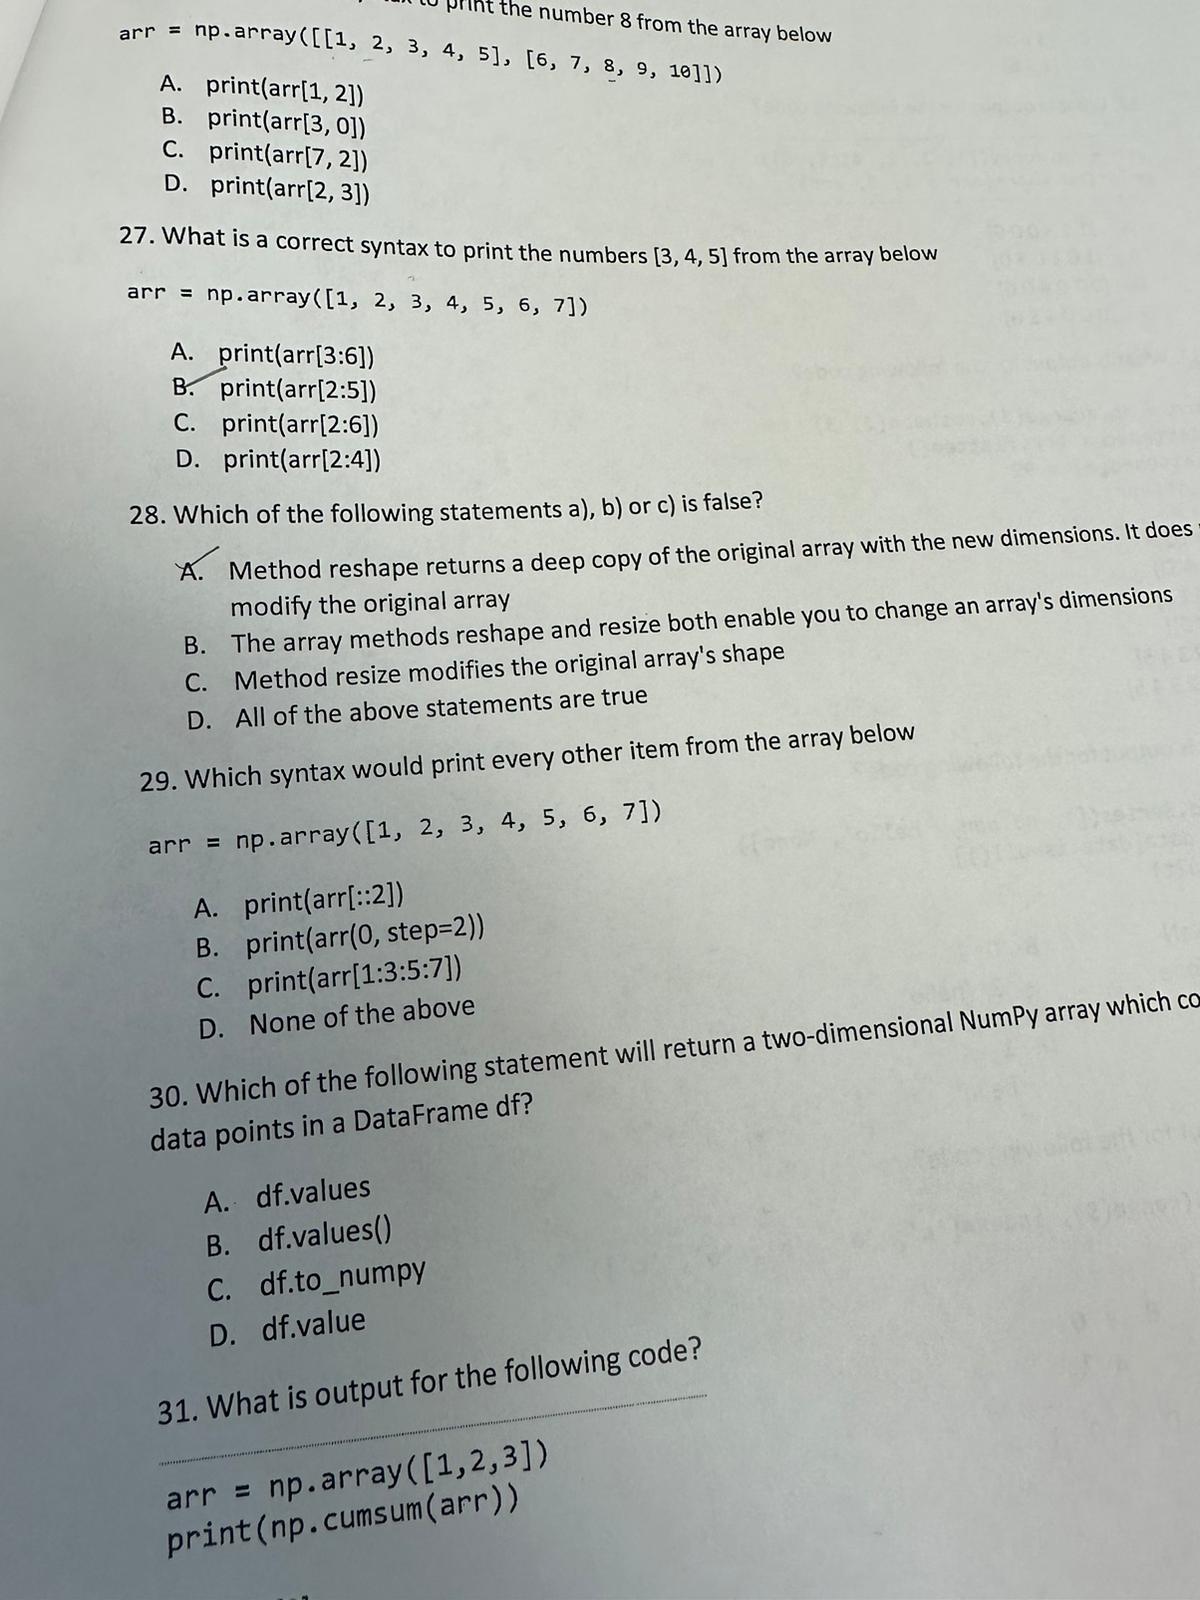 print the number 8 from the array below
arr = np.array([[1, 2, 3, 4, 5], [6, 7, 8, 9, 10]])
A. print(arr[1, 2])
B. print(arr[3, 0])
C. print(arr[7, 2])
D. print(arr[2, 3])
27. What is a correct syntax to print the numbers [3, 4, 5] from the array below
arr = np.array([1, 2, 3, 4, 5, 6, 7])
A. print(arr[3:6])
B. print(arr[2:5])
C. print(arr[2:6])
D. print(arr[2:4])
28. Which of the following statements a), b) or c) is false?
A. Method reshape returns a deep copy of the original array with the new dimensions. It does
modify the original array
B. The array methods reshape and resize both enable you to change an array's dimensions
C. Method resize modifies the original array's shape
D. All of the above statements are true
29. Which syntax would print every other item from the array below
arr = np.array([1, 2, 3, 4, 5, 6, 7])
A. print(arr[::2])
B. print(arr(0, step=2))
C. print(arr[1:3:5:7])
D. None of the above
30. Which of the following statement will return a two-dimensional NumPy array which co
data points in a DataFrame df?
A. df.values
B. df.values()
C. df.to_numpy
D. df.value
31. What is output for the following code?
arr = np.array([1,2,3])
print(np.cumsum(arr))